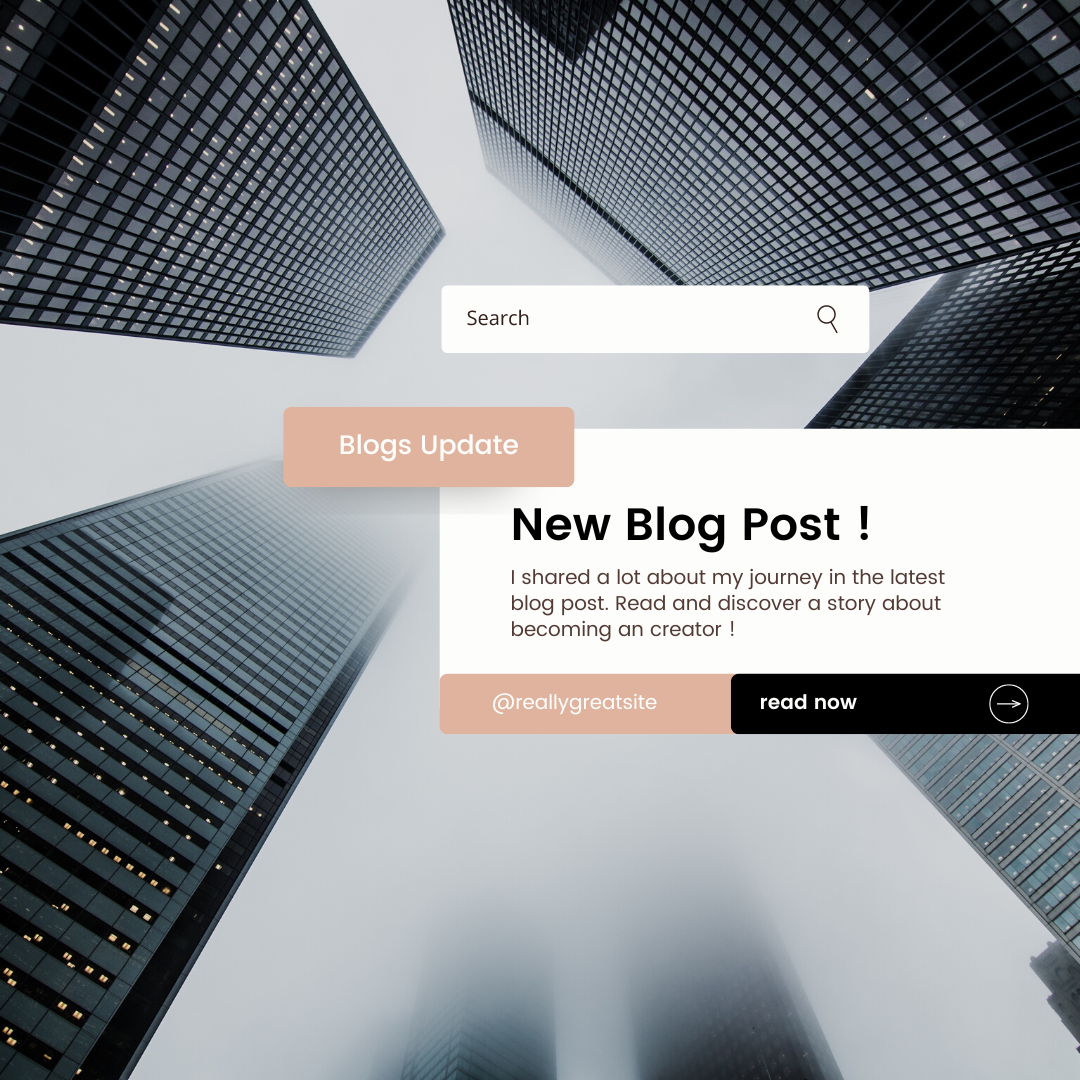 Search
Blogs Update
New Blog Post !
I shared a lot about my journey in the latest
blog post. Read and discover a story about
becoming an creator !
@reallygreatsite
read now